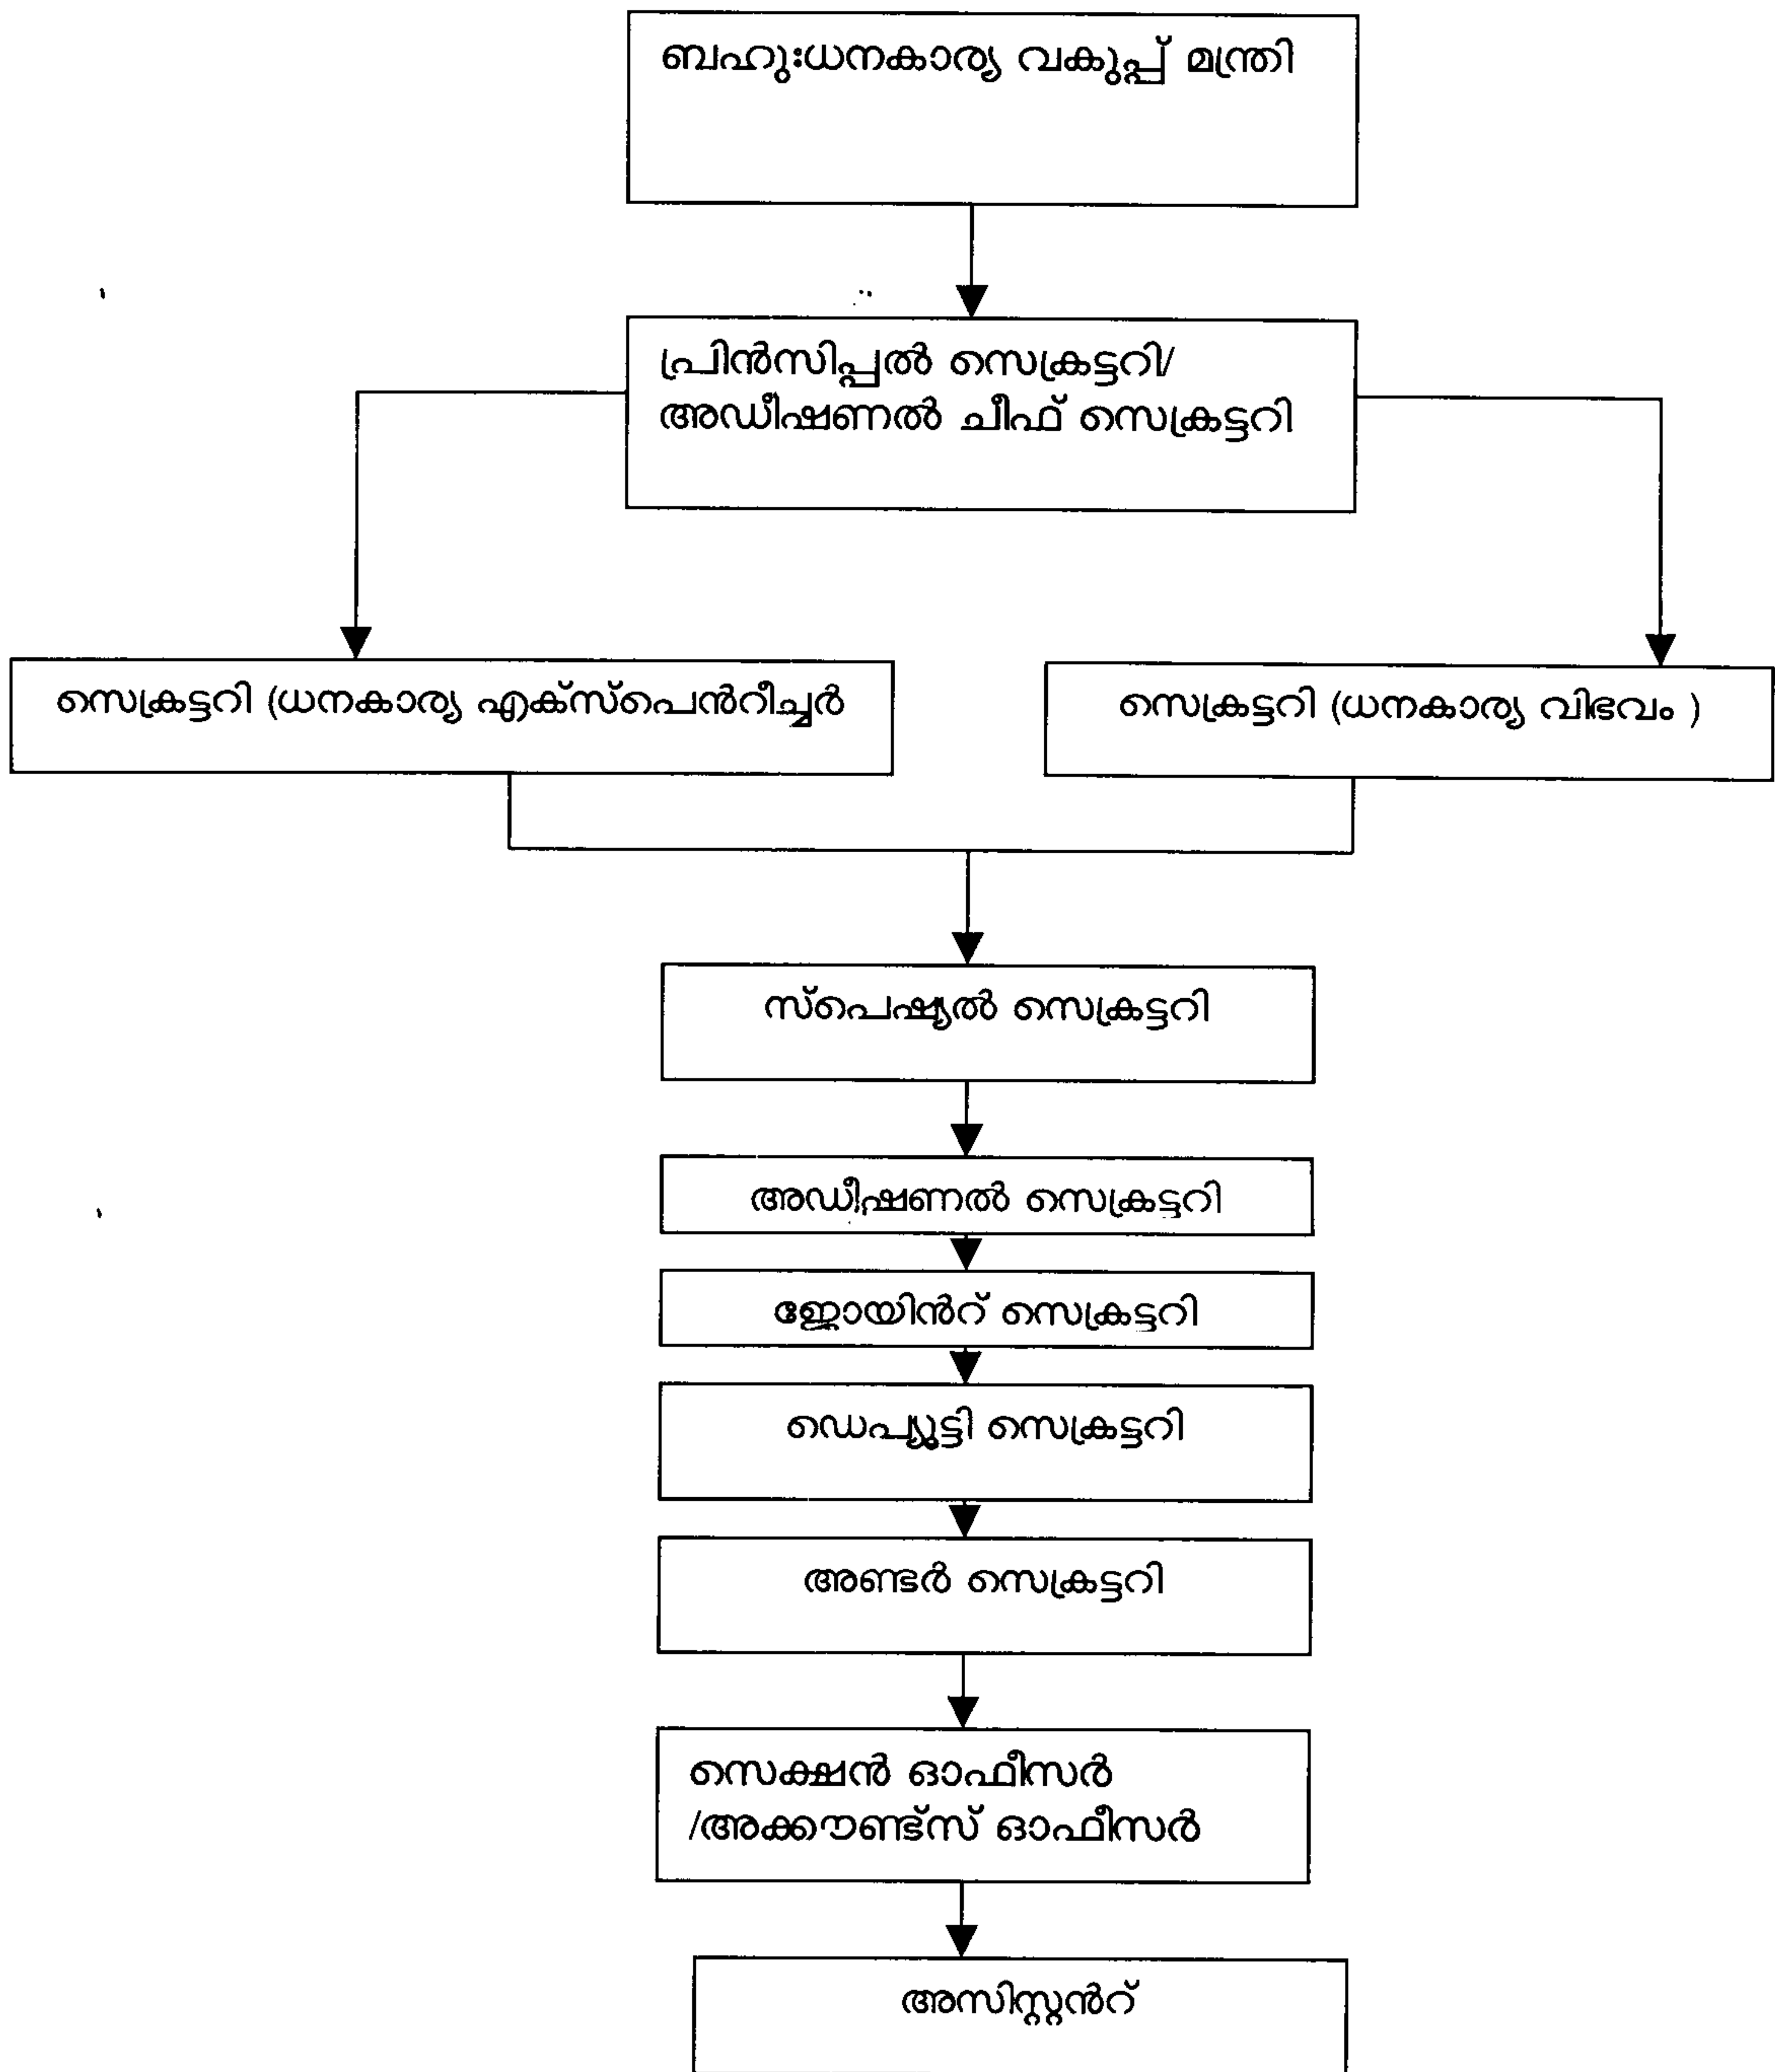 ബഹുഃധനകാര്യ വകുപ്പ് മന്ത്രി
പ്രിൻസിപ്പൽ സെക്രട്ടറി/
അഡീഷണൽ ചീഫ് സെക്രട്ടറി
സെക്രട്ടറി (ധനകാര്യ എക്സ്പെൻറീച്ചർ
സെക്രട്ടറി (ധനകാര്യ വിഭവം )
സ്പെഷ്യൽ സെക്രട്ടറി
അഡീഷണൽ സെക്രട്ടറി
ജോയിൻറ് സെക്രട്ടറി
ഡെപ്യൂട്ടി സെക്രട്ടറി
അണ്ടർ സെക്രട്ടറി
സെക്ഷൻ ഓഫീസർ
/അക്കൗണ്ട്സ് ഓഫീസർ
അസിസ്റ്റൻറ്